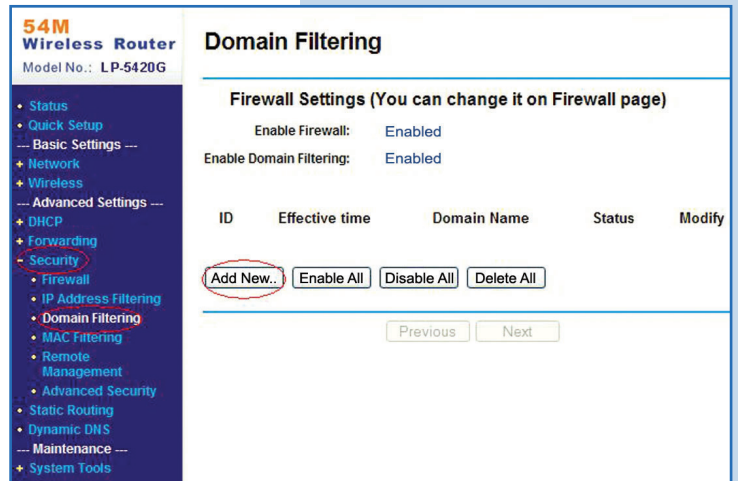 54M
Wireless Router
Model No.: LP-5420G
• Status
• Quick Setup
--- Basic Settings ---
+ Network
+ Wireless
--- Advanced Settings ---
+ DHCP
+ Forwarding
- Security
• Firewall
• IP Address Filtering
• Domain Filtering
• MAC Filtering
• Remote
Management
• Advanced Security
• Static Routing
• Dynamic DNS
--- Maintenance ---
+ System Tools
Domain Filtering
Firewall Settings (You can change it on Firewall page)
Enable Firewall: Enabled
Enable Domain Filtering: Enabled
ID Effective time Domain Name Status Modify
Add New.. Enable All Disable All Delete All
Previous Next